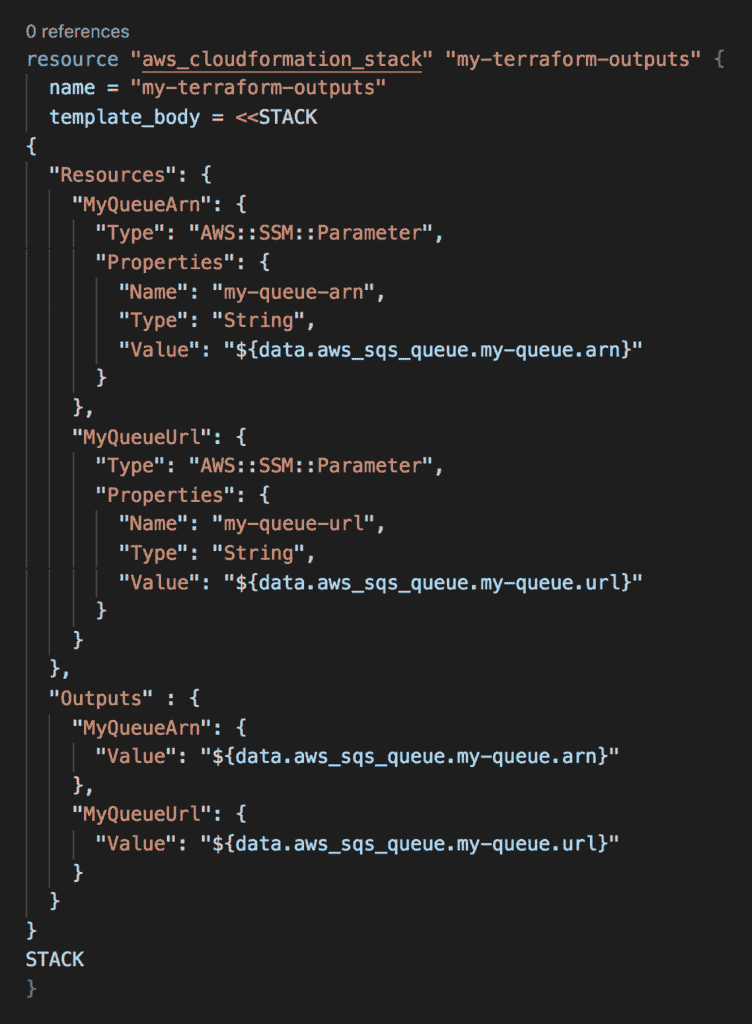 0 references
resource "aws_cloudformation_stack" "my-terraform-outputs" {
  name = "my-terraform-outputs"
  template_body = <<STACK
{
  "Resources": {
    "MyQueueArn": {
      "Type": "AWS::SSM::Parameter",
      "Properties": {
        "Name": "my-queue-arn",
        "Type": "String",
        "Value": "${data.aws_sqs_queue.my-queue.arn}"
      }
    },
    "MyQueueUrl": {
      "Type": "AWS::SSM::Parameter",
      "Properties": {
        "Name": "my-queue-url",
        "Type": "String",
        "Value": "${data.aws_sqs_queue.my-queue.url}"
      }
    }
  },
  "Outputs" : {
    "MyQueueArn": {
      "Value": "${data.aws_sqs_queue.my-queue.arn}"
    },
    "MyQueueUrl": {
      "Value": "${data.aws_sqs_queue.my-queue.url}"
    }
  }
}
STACK
}